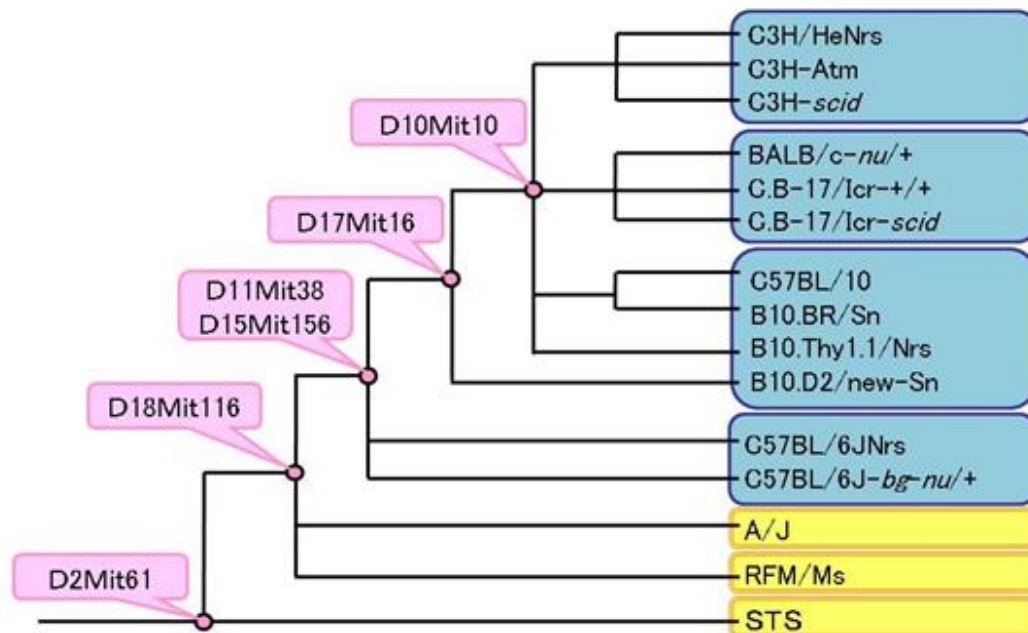 C3H/HeNrs
C3H-Atm
C3H-scid
D10Mit10
BALB/c-nu/+
C.B-17/Icr-+/+
C.B-17/Icr-scid
D17Mit16
C57BL/10
D11Mit38
D15Mit156
B10.BR/Sn
B10.Thy1.1/Nrs
B10.D2/new-Sn
D18Mit116
C57BL/6JNrs
C57BL/6J-bg-nu/+
A/J
D2Mit61
RFM/Ms
STS